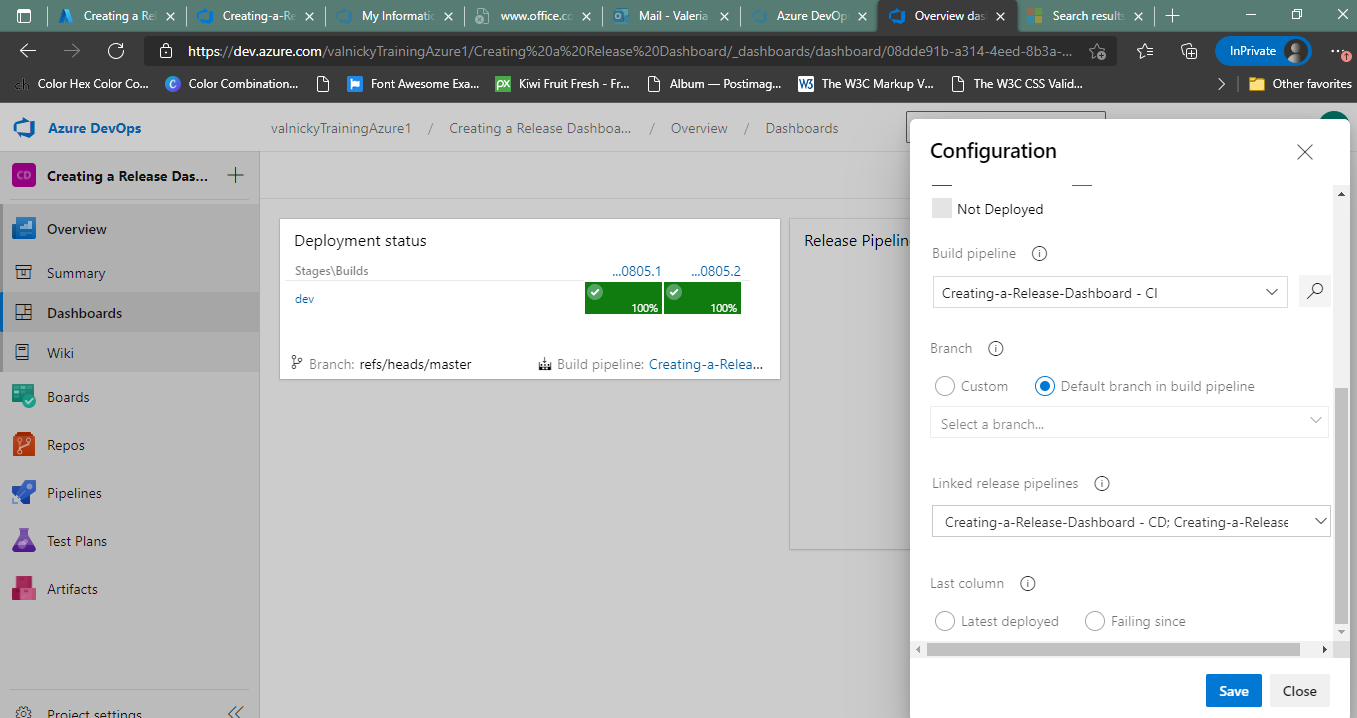 Creating a Re
Creating-a-Re
My Informati
www.office.co
Mail - Valeria
Azure DevOp
Overview das
Search results
https://dev.azure.com/valnickyTrainingAzure1/Creating%20a%20Release%20Dashboard/_dashboards/dashboard/08dde91b-a314-4eed-8b3a-...
InPrivate
ch
Color Hex Color Co...
Color Combination...
Font Awesome Exa...
px
Kiwi Fruit Fresh - Fr...
Album — Postimag...
W3
The W3C Markup V...
The W3C CSS Valid...
Other favorites
Azure DevOps
valnickyTrainingAzure1 / Creating a Release Dashboa... / Overview / Dashboards
CD
Creating a Release Das...
Overview
Summary
Dashboards
Wiki
Boards
Repos
Pipelines
Test Plans
Artifacts
Project settings
Deployment status
Stages\Builds
...0805.1
...0805.2
dev
100%
100%
Branch: refs/heads/master
Build pipeline: Creating-a-Relea...
Release Pipelin
Configuration
Not Deployed
Build pipeline
Creating-a-Release-Dashboard - CI
Branch
Custom
Default branch in build pipeline
Select a branch...
Linked release pipelines
Creating-a-Release-Dashboard - CD; Creating-a-Release
Last column
Latest deployed
Failing since
Save
Close